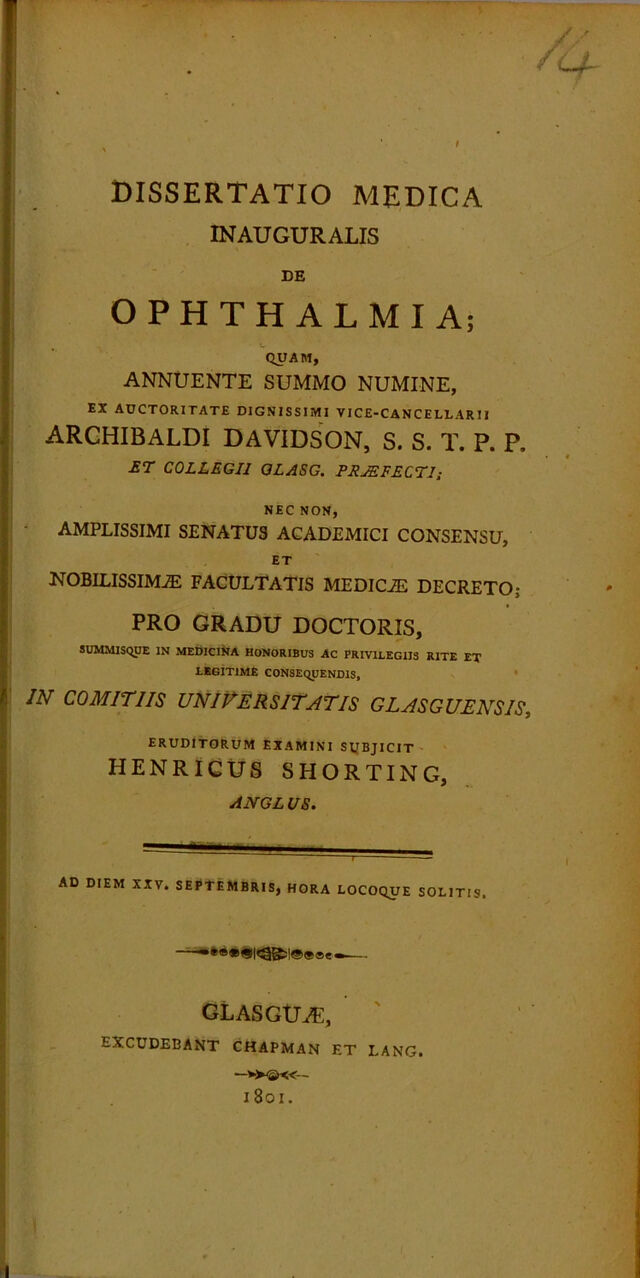 14
DISSERTATIO MEDICA
INAUGURALIS
DE
OPHTHALMIA;
QUAM,
ANNUENTE SUMMO NUMINE,
EX AUCTORITATE DIGNISSIMI VICE-CANCELLARII
ARCHIBALDI DAVIDSON, S. S. T. P. P.
ET COLLEGII GLASG. PRÆFECTI;
NEC NON,
AMPLISSIMI SENATUS ACADEMICI CONSENSU,
ET
NOBILISSIMÆ FACULTATIS MEDICÆ DECRETO;
PRO GRADU DOCTORIS,
SUMMISQUE IN MEDICINA HONORIBUS AC PRIVILEGIIS RITE ET
LEGITIME CONSEQUENDIS,
IN COMITIIS UNIVERSITATIS GLASGUENSIS,
ERUDITORUM EXAMINI SUBJICIT
HENRICUS SHORTING,
ANGLUS.
AD DIEM XXV. SEPTEMBRIS, HORA LOCOQUE SOLITIS.
GLASGUÆ,
EXCUDEBANT CHAPMAN ET LANG.
1801.